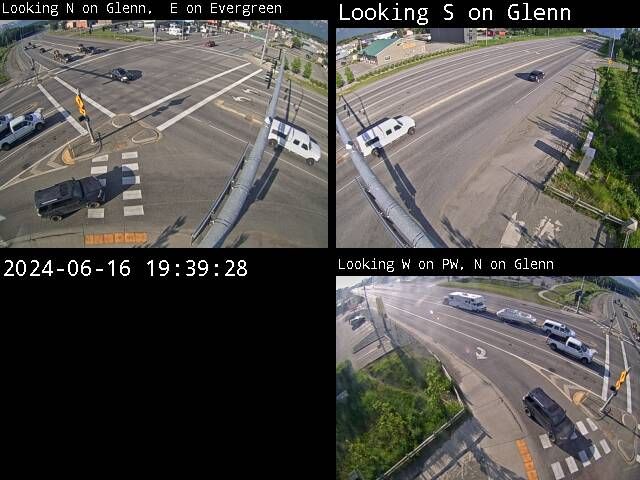 Looking N on Glenn,  E on Evergreen
Looking S on Glenn
2024-06-16 19:39:28
Looking W on PW, N on Glenn